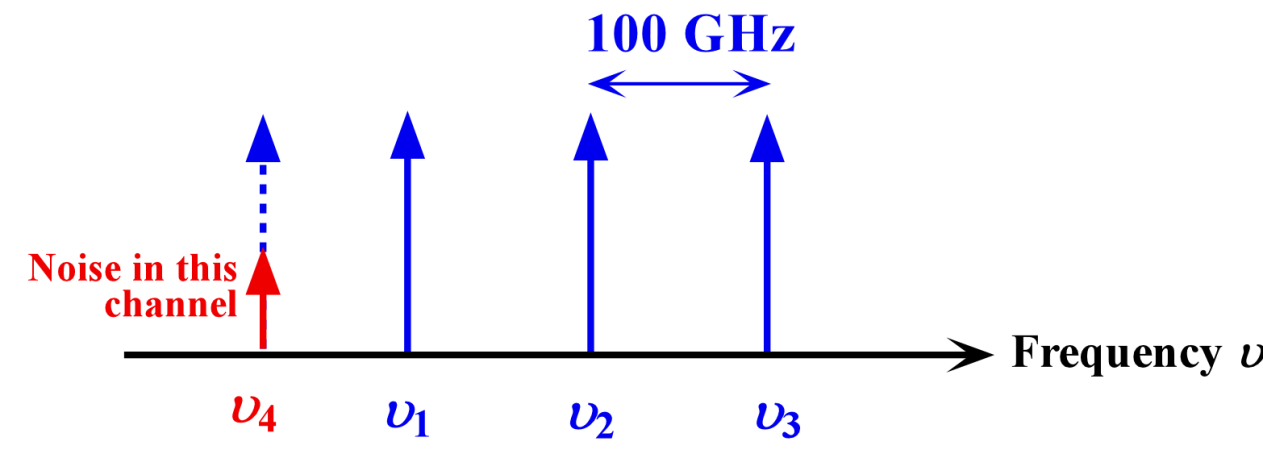 100 GHz
Noise in this
channel
Frequency υ
υ4
υ1
υ2
υ3